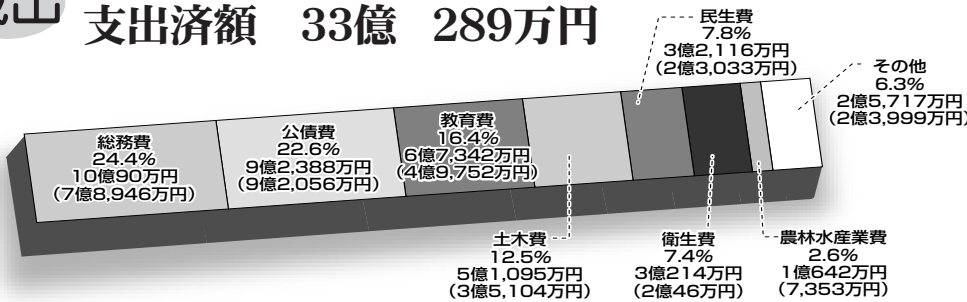 支出済額 33億 289万円
総務費
24.4%
10億90万円
(7億8,946万円)
公債費
22.6%
9億2,388万円
(9億2,056万円)
教育費
16.4%
6億7,342万円
(4億9,752万円)
土木費
12.5%
5億1,095万円
(3億5,104万円)
民生費
7.8%
3億2,116万円
(2億3,033万円)
衛生費
7.4%
3億214万円
(2億46万円)
農林水産業費
2.6%
1億642万円
(7,353万円)
その他
6.3%
2億5,717万円
(2億3,999万円)